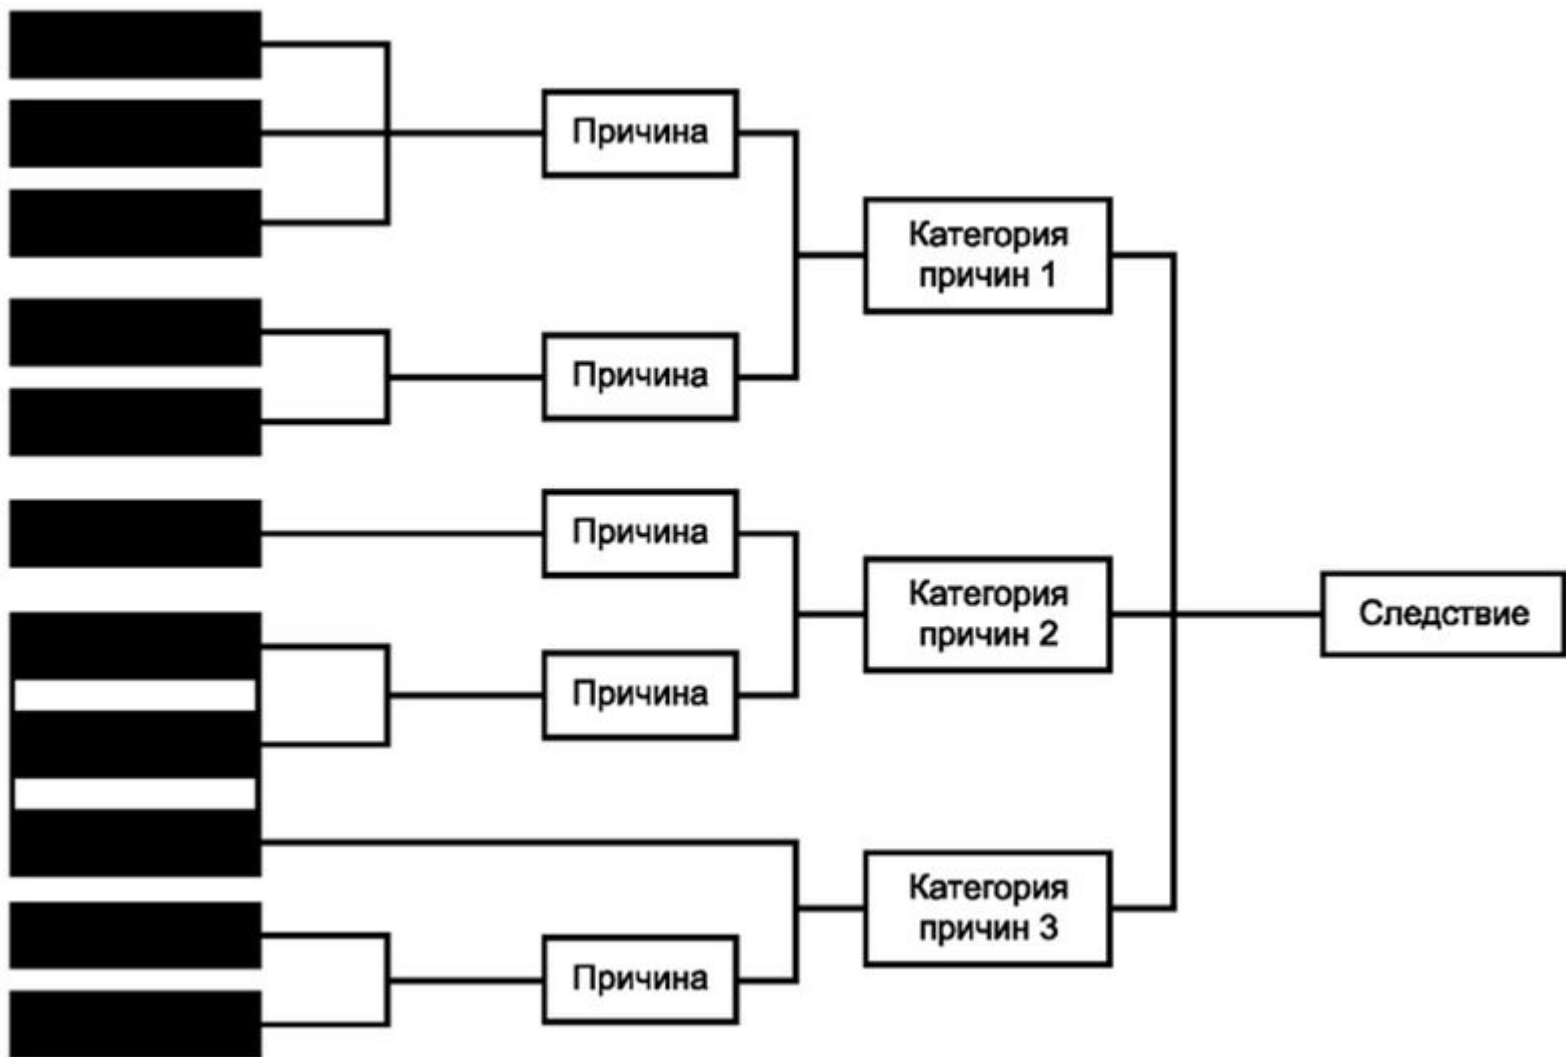 Причина
Категория
причин 1
Причина
Причина
Категория
причин 2
Следствие
Причина
Категория
причин 3
Причина